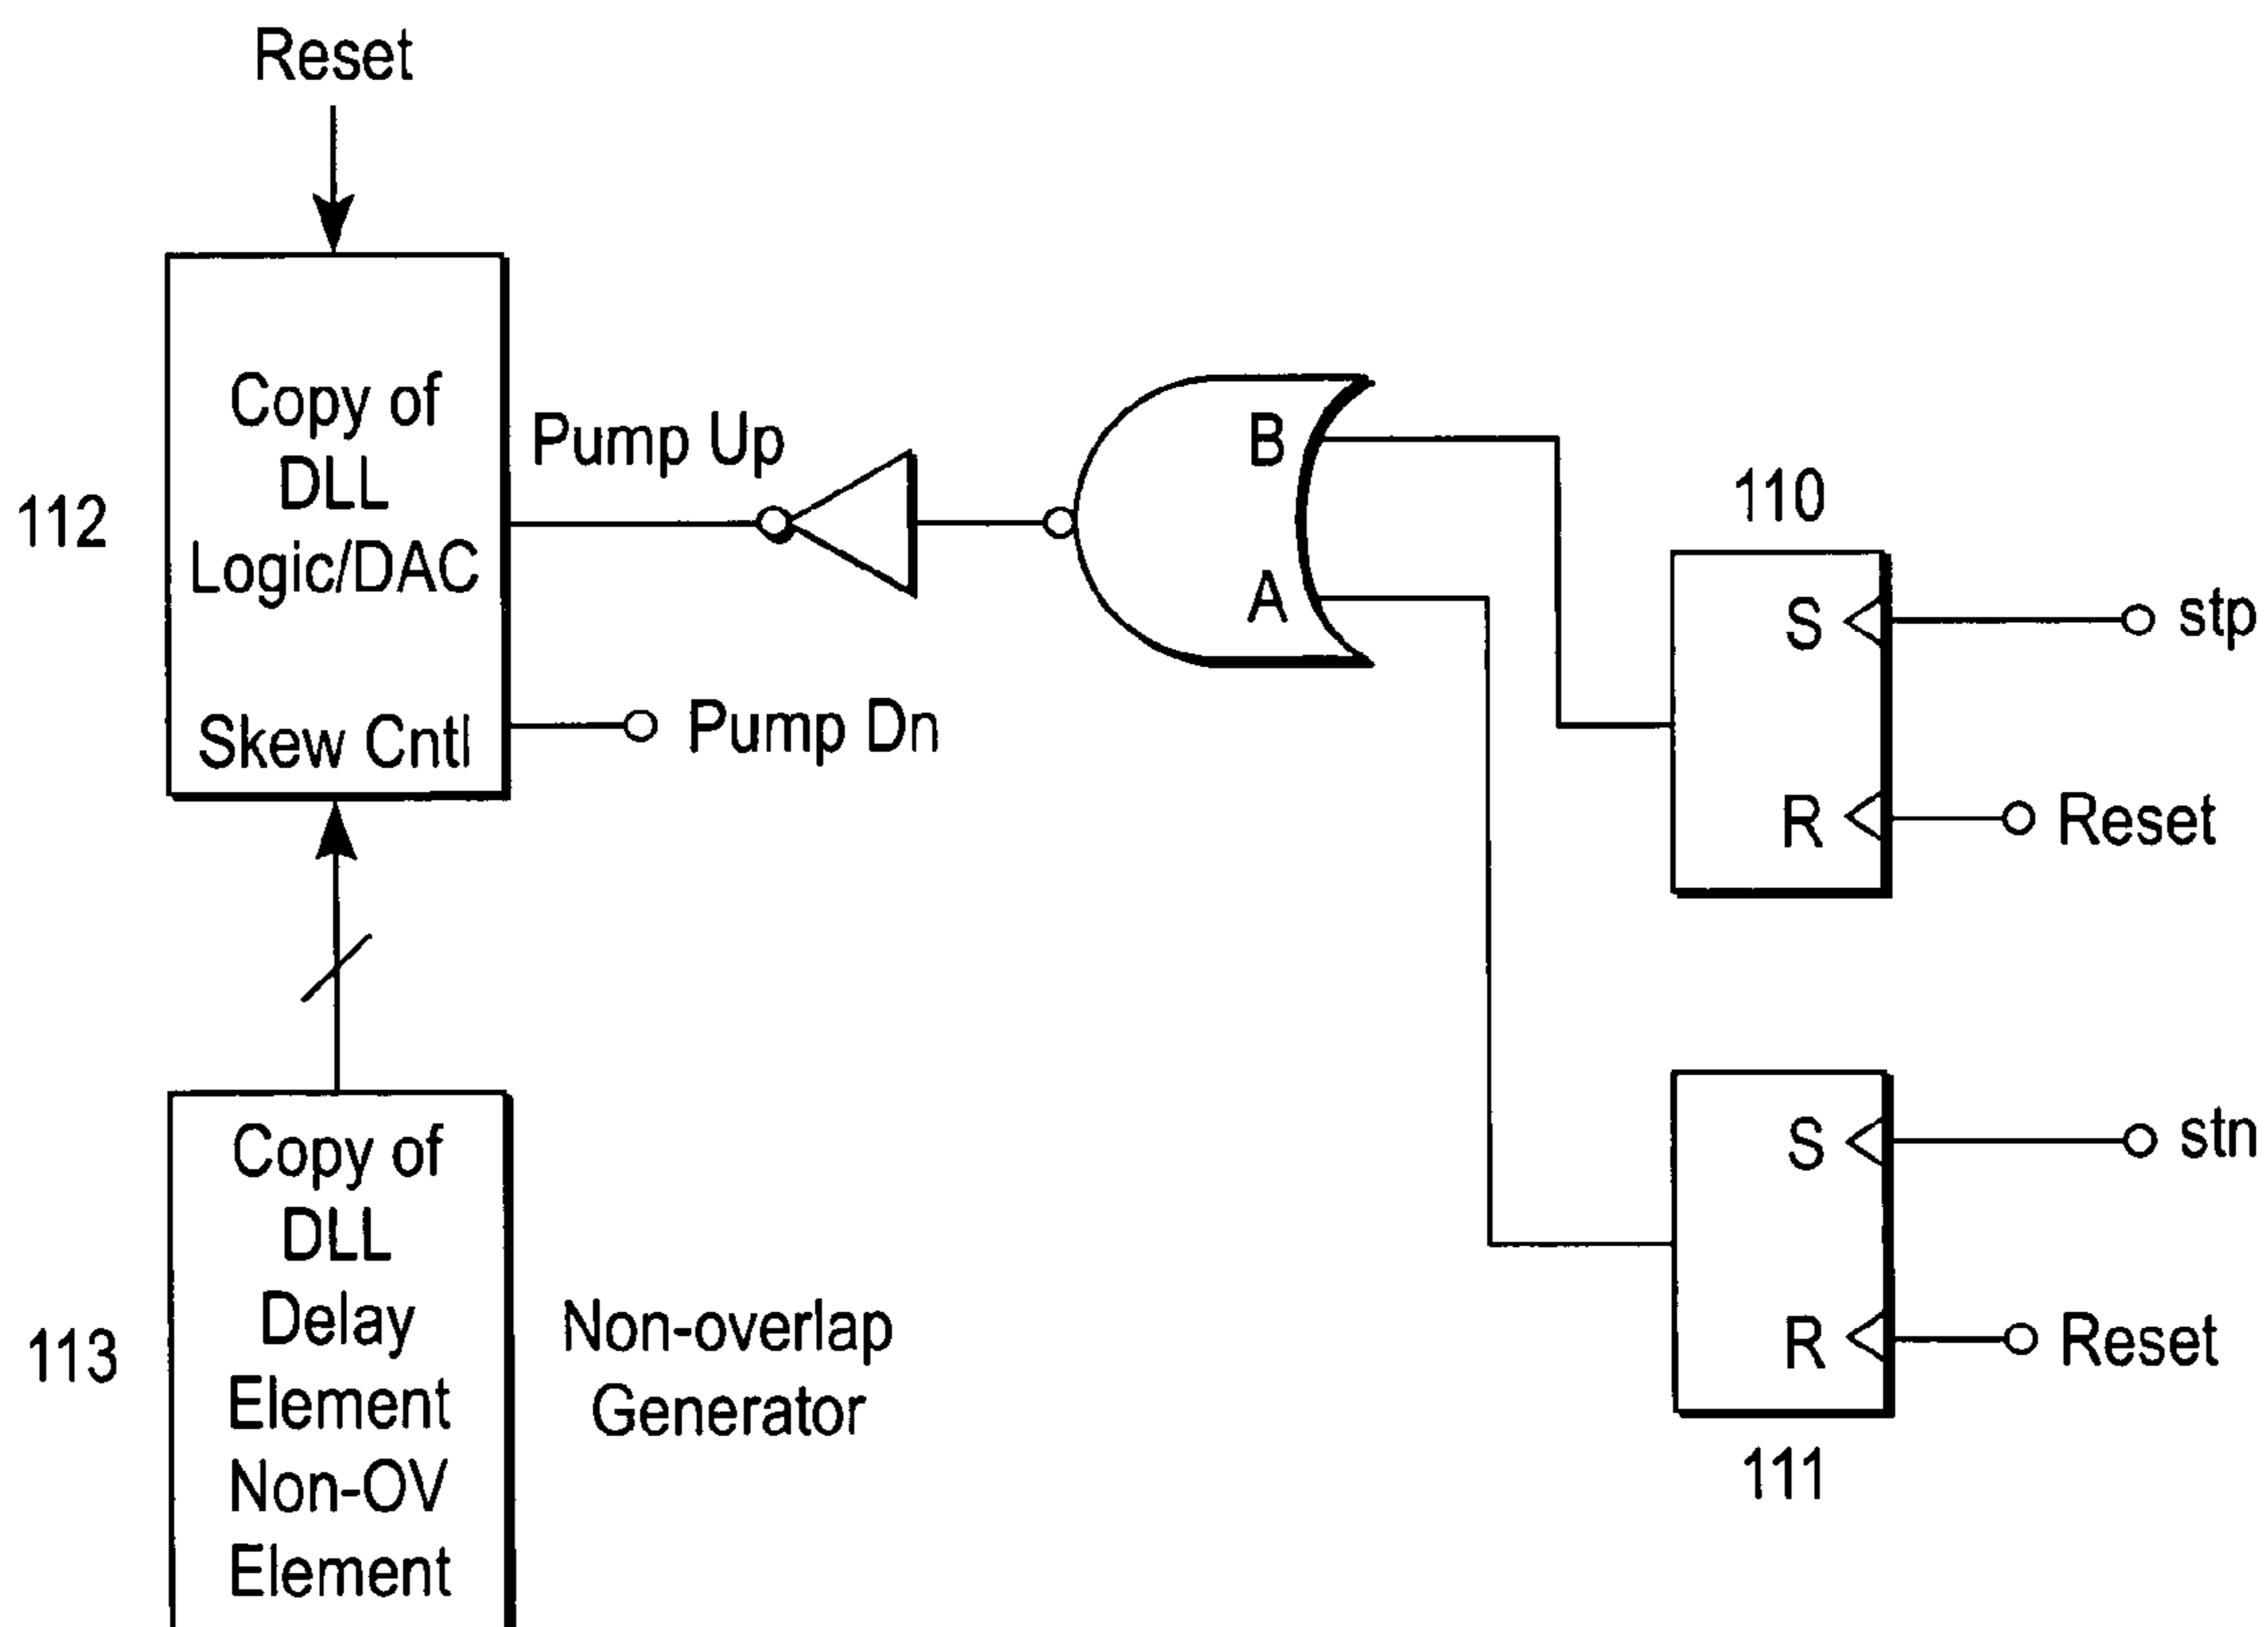 Reset
112
Copy of
DLL
Logic/DAC
Skew Cntl
Pump Up
Pump Dn
B
A
110
S
stp
R
Reset
S
stn
R
Reset
111
113
Copy of
DLL
Delay
Element
Non-OV
Element
Non-overlap
Generator